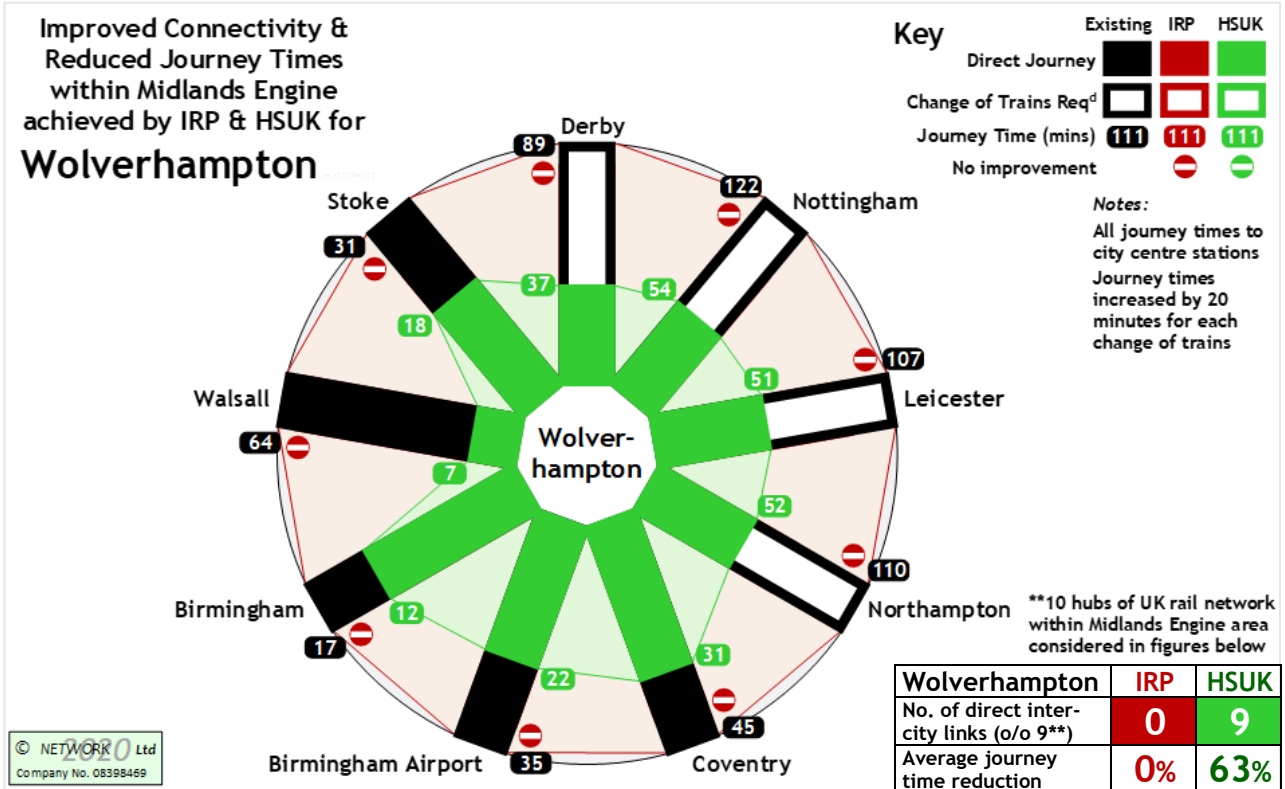 Improved Connectivity &
Reduced Journey Times
within Midlands Engine
achieved by IRP & HSUK for
Wolverhampton
Key
Existing IRP HSUK
Direct Journey
Change of Trains Reqd
Journey Time (mins) 111 111 111
No improvement
Notes:
All journey times to
city centre stations
Journey times
increased by 20
minutes for each
change of trains
Derby
89
37
Nottingham
122
54
Leicester
107
51
Northampton
110
52
Coventry
45
31
Birmingham Airport
35
22
Birmingham
17
12
Walsall
64
7
Stoke
31
18
Wolver-
hampton
**10 hubs of UK rail network
within Midlands Engine area
considered in figures below
Wolverhampton IRP HSUK
No. of direct inter-
city links (o/o 9**) 0 9
Average journey
time reduction 0% 63%
© NETWORK 2020 Ltd
Company No. 08398469